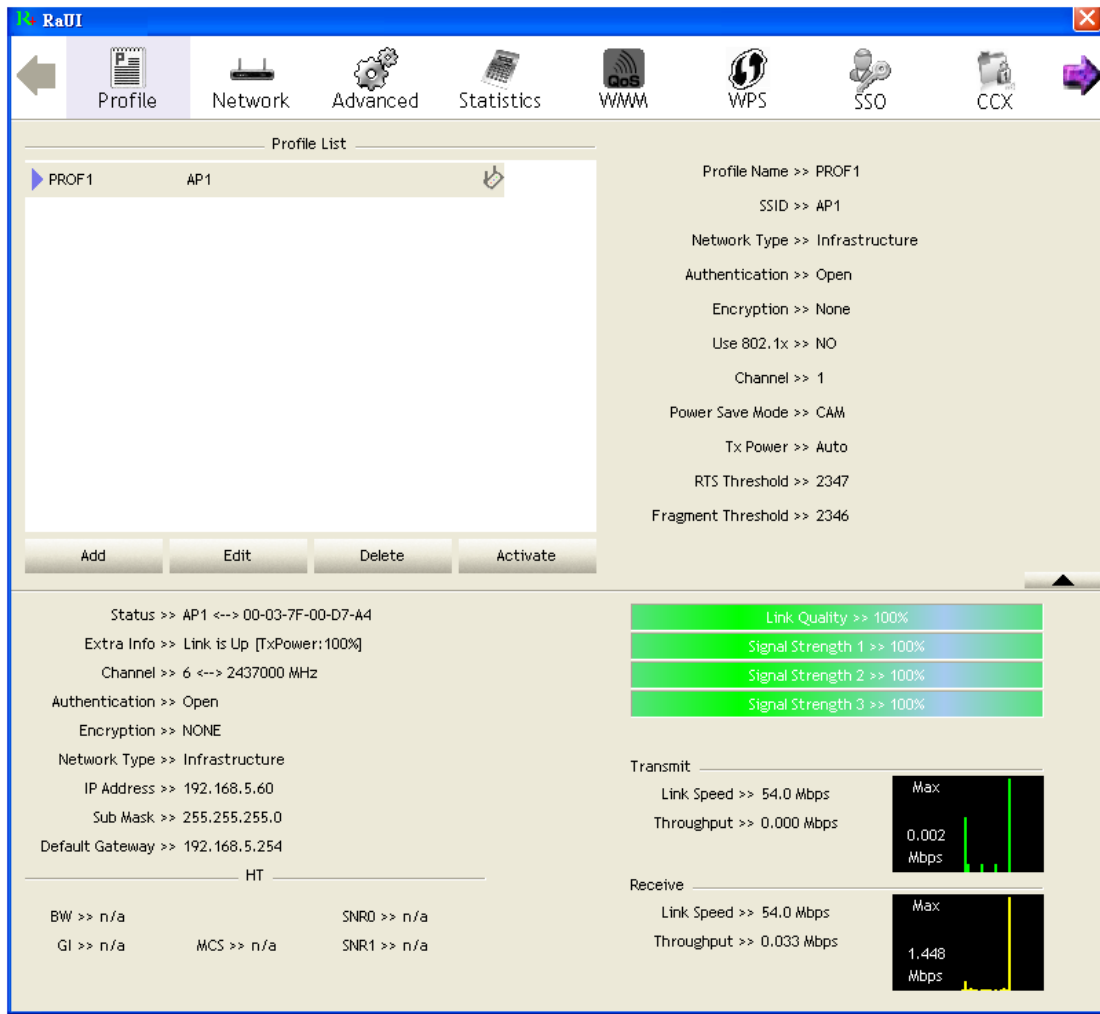 RaUI
Profile
Network
Advanced
Statistics
QoS
WMM
WPS
SSO
CCX
Profile List
PROF1 AP1
Add
Edit
Delete
Activate
Profile Name >> PROF1
SSID >> AP1
Network Type >> Infrastructure
Authentication >> Open
Encryption >> None
Use 802.1x >> NO
Channel >> 1
Power Save Mode >> CAM
Tx Power >> Auto
RTS Threshold >> 2347
Fragment Threshold >> 2346
Status >> AP1 <--> 00-03-7F-00-D7-A4
Extra Info >> Link is Up [TxPower:100%]
Channel >> 6 <--> 2437000 MHz
Authentication >> Open
Encryption >> NONE
Network Type >> Infrastructure
IP Address >> 192.168.5.60
Sub Mask >> 255.255.255.0
Default Gateway >> 192.168.5.254
HT
BW >> n/a SNR0 >> n/a
GI >> n/a MCS >> n/a SNR1 >> n/a
Link Quality >> 100%
Signal Strength 1 >> 100%
Signal Strength 2 >> 100%
Signal Strength 3 >> 100%
Transmit
Link Speed >> 54.0 Mbps
Throughput >> 0.000 Mbps
Max
0.002
Mbps
Receive
Link Speed >> 54.0 Mbps
Throughput >> 0.033 Mbps
Max
1.448
Mbps